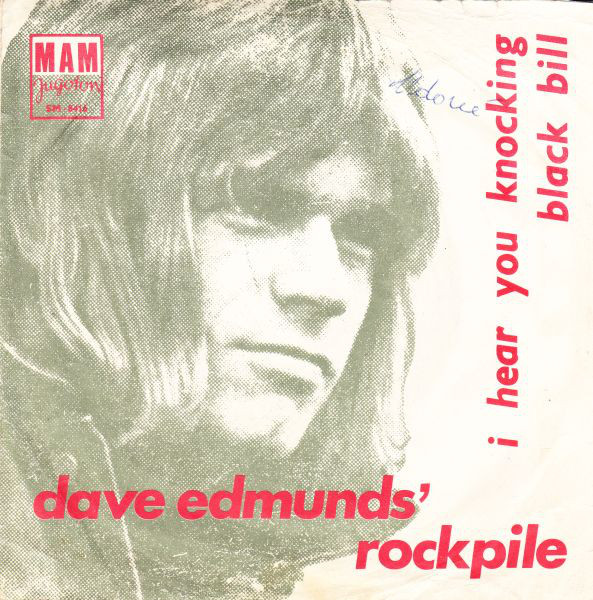 MAM
Jugoton
SM - 8416
i hear you knocking
black bill
dave edmunds'
rockpile